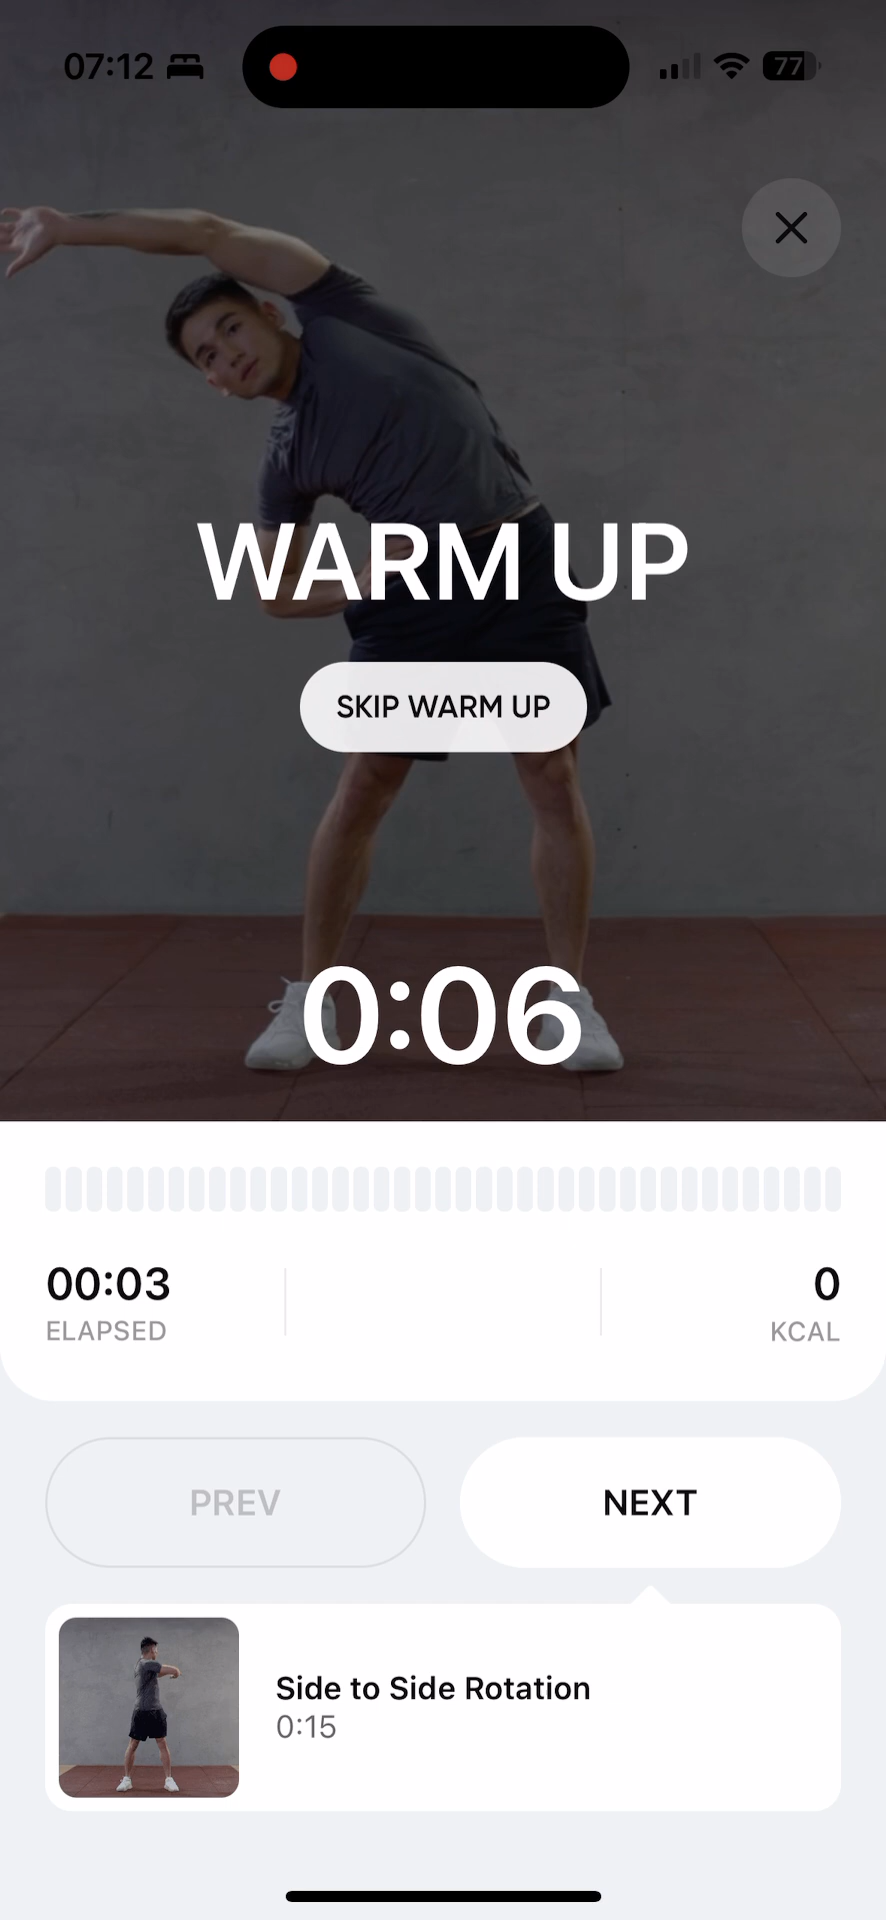 07:12
77
WARM UP
SKIP WARM UP
0:06
00:03
ELAPSED
0
KCAL
PREV
NEXT
Side to Side Rotation
0:15